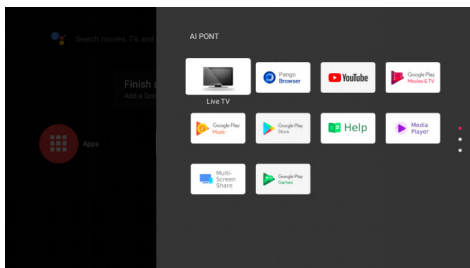 Search movies, TV, and
AI PONT
Finish s
Add a Goo
Apps
Live TV
Pango
Browser
YouTube
Google Play
Movies & TV
Google Play
Music
Google Play
Store
Help
Media
Player
Multi-
Screen
Share
Google Play
Games